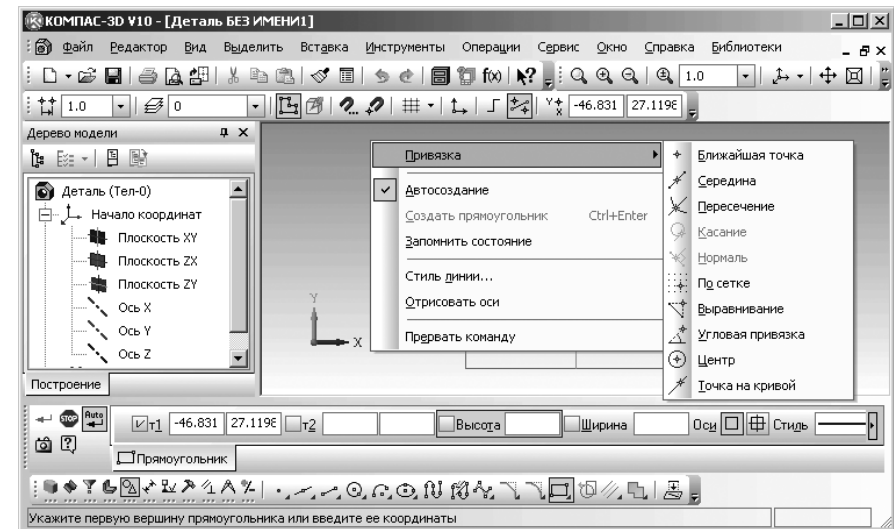 КОМПАС-3D V10 - [Деталь БЕЗ ИМЕНИ1]
Файл Редактор Вид Выделить Вставка Инструменты Операции Сервис Окно Справка Библиотеки
f(x) 1.0
1.0 0 -46.831 27.1198
Дерево модели
Деталь (Тел-0)
Начало координат
Плоскость XY
Плоскость ZX
Плоскость ZY
Ось X
Ось Y
Ось Z
Построение
Y
X
Привязка
Автосоздание
Создать прямоугольник Ctrl+Enter
Запомнить состояние
Стиль линии...
Отрисовать оси
Прервать команду
Ближайшая точка
Середина
Пересечение
Касание
Нормаль
По сетке
Выравнивание
Угловая привязка
Центр
Точка на кривой
STOP Auto т1 -46.831 27.1198 т2 Высота Ширина Оси Стиль
Прямоугольник
Укажите первую вершину прямоугольника или введите ее координаты